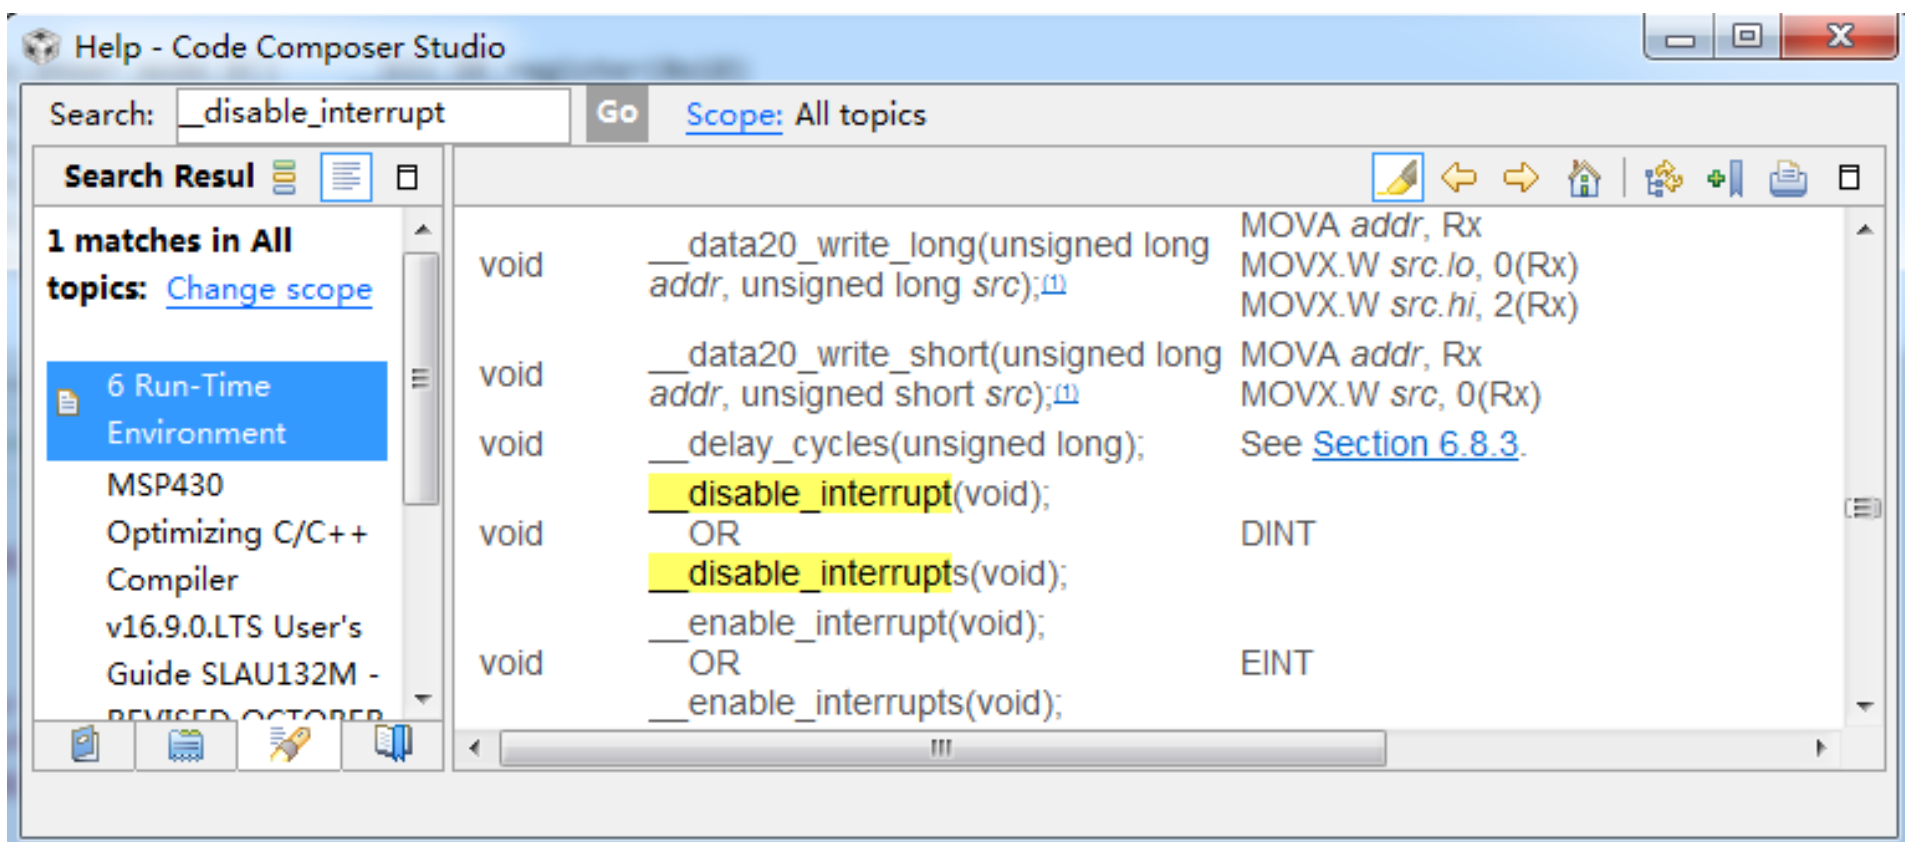 Help - Code Composer Studio
Search: __disable_interrupt Go Scope: All topics
Search Resul
1 matches in All
topics: Change scope
6 Run-Time
Environment
MSP430
Optimizing C/C++
Compiler
v16.9.0.LTS User's
Guide SLAU132M -
REVISED OCTOBER
void __data20_write_long(unsigned long addr, unsigned long src);(1)
MOVA addr, Rx
MOVX.W src.lo, 0(Rx)
MOVX.W src.hi, 2(Rx)
void __data20_write_short(unsigned long addr, unsigned short src);(1)
MOVA addr, Rx
MOVX.W src, 0(Rx)
void __delay_cycles(unsigned long); See Section 6.8.3.
__disable_interrupt(void);
void OR DINT
__disable_interrupts(void);
__enable_interrupt(void);
void OR EINT
__enable_interrupts(void);